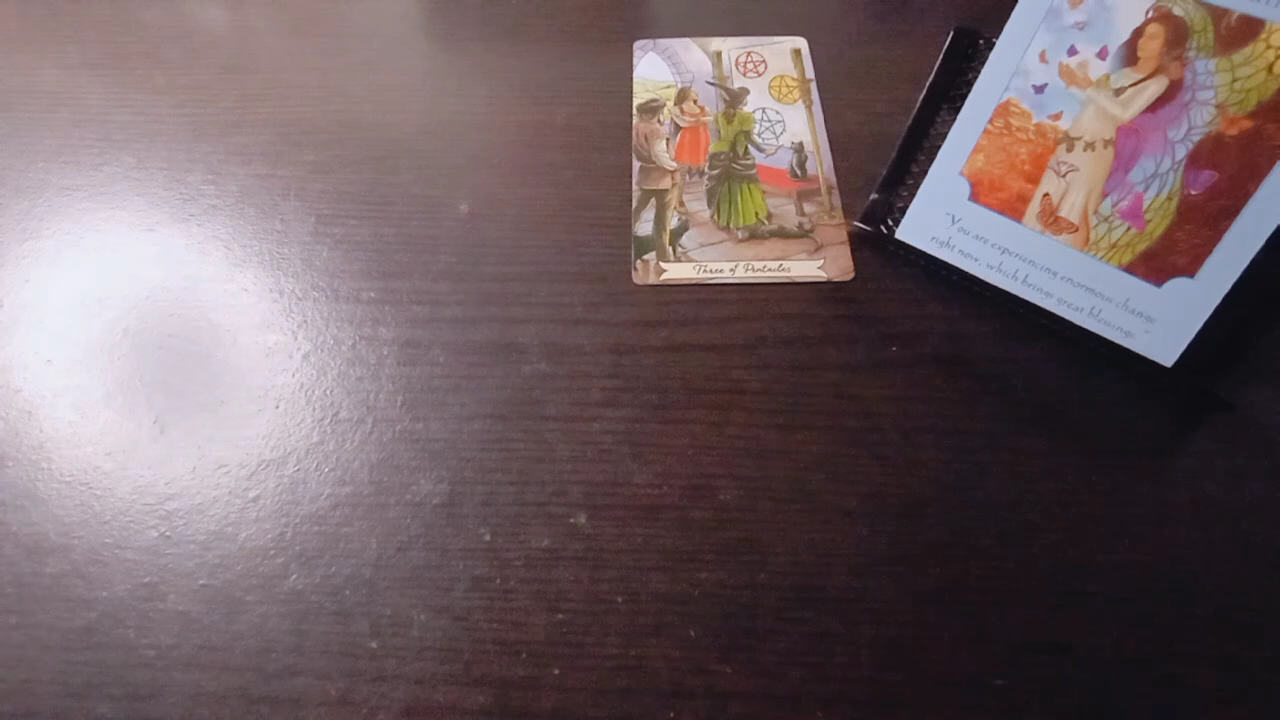 Three of Pentacles
"You are experiencing enormous change
right now, which brings great blessings."